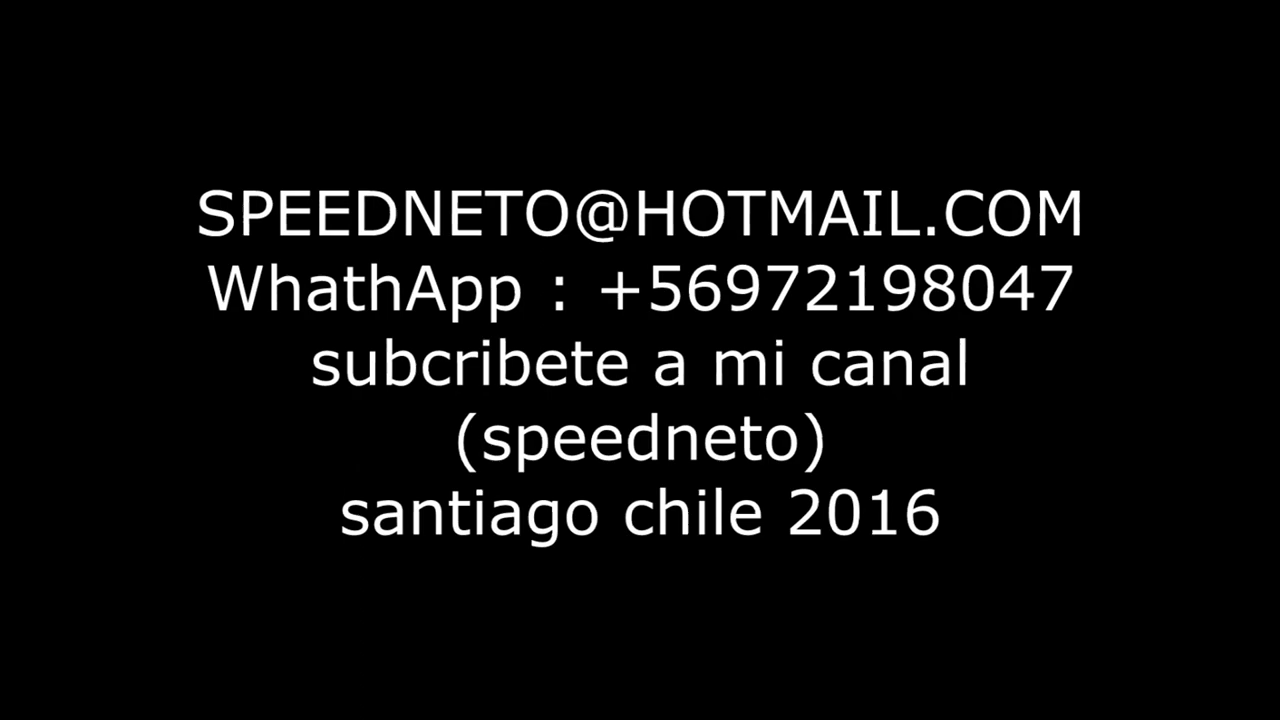 SPEEDNETO@HOTMAIL.COM
WhathApp : +56972198047
subcribete a mi canal
(speedneto)
santiago chile 2016